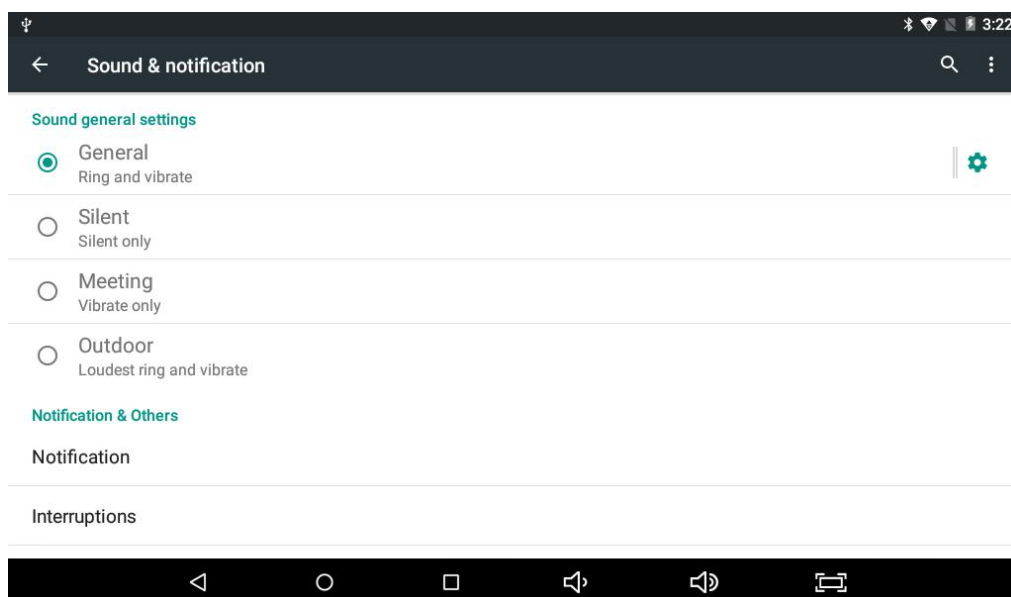 3:22
Sound & notification
Sound general settings
General
Ring and vibrate
Silent
Silent only
Meeting
Vibrate only
Outdoor
Loudest ring and vibrate
Notification & Others
Notification
Interruptions